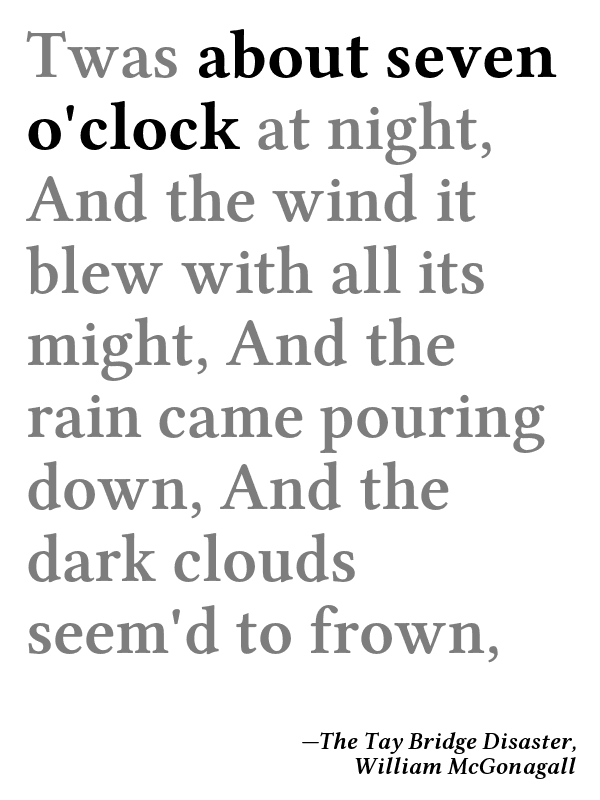 Twas about seven
o'clock at night,
And the wind it
blew with all its
might, And the
rain came pouring
down, And the
dark clouds
seem'd to frown,
—The Tay Bridge Disaster,
William McGonagall